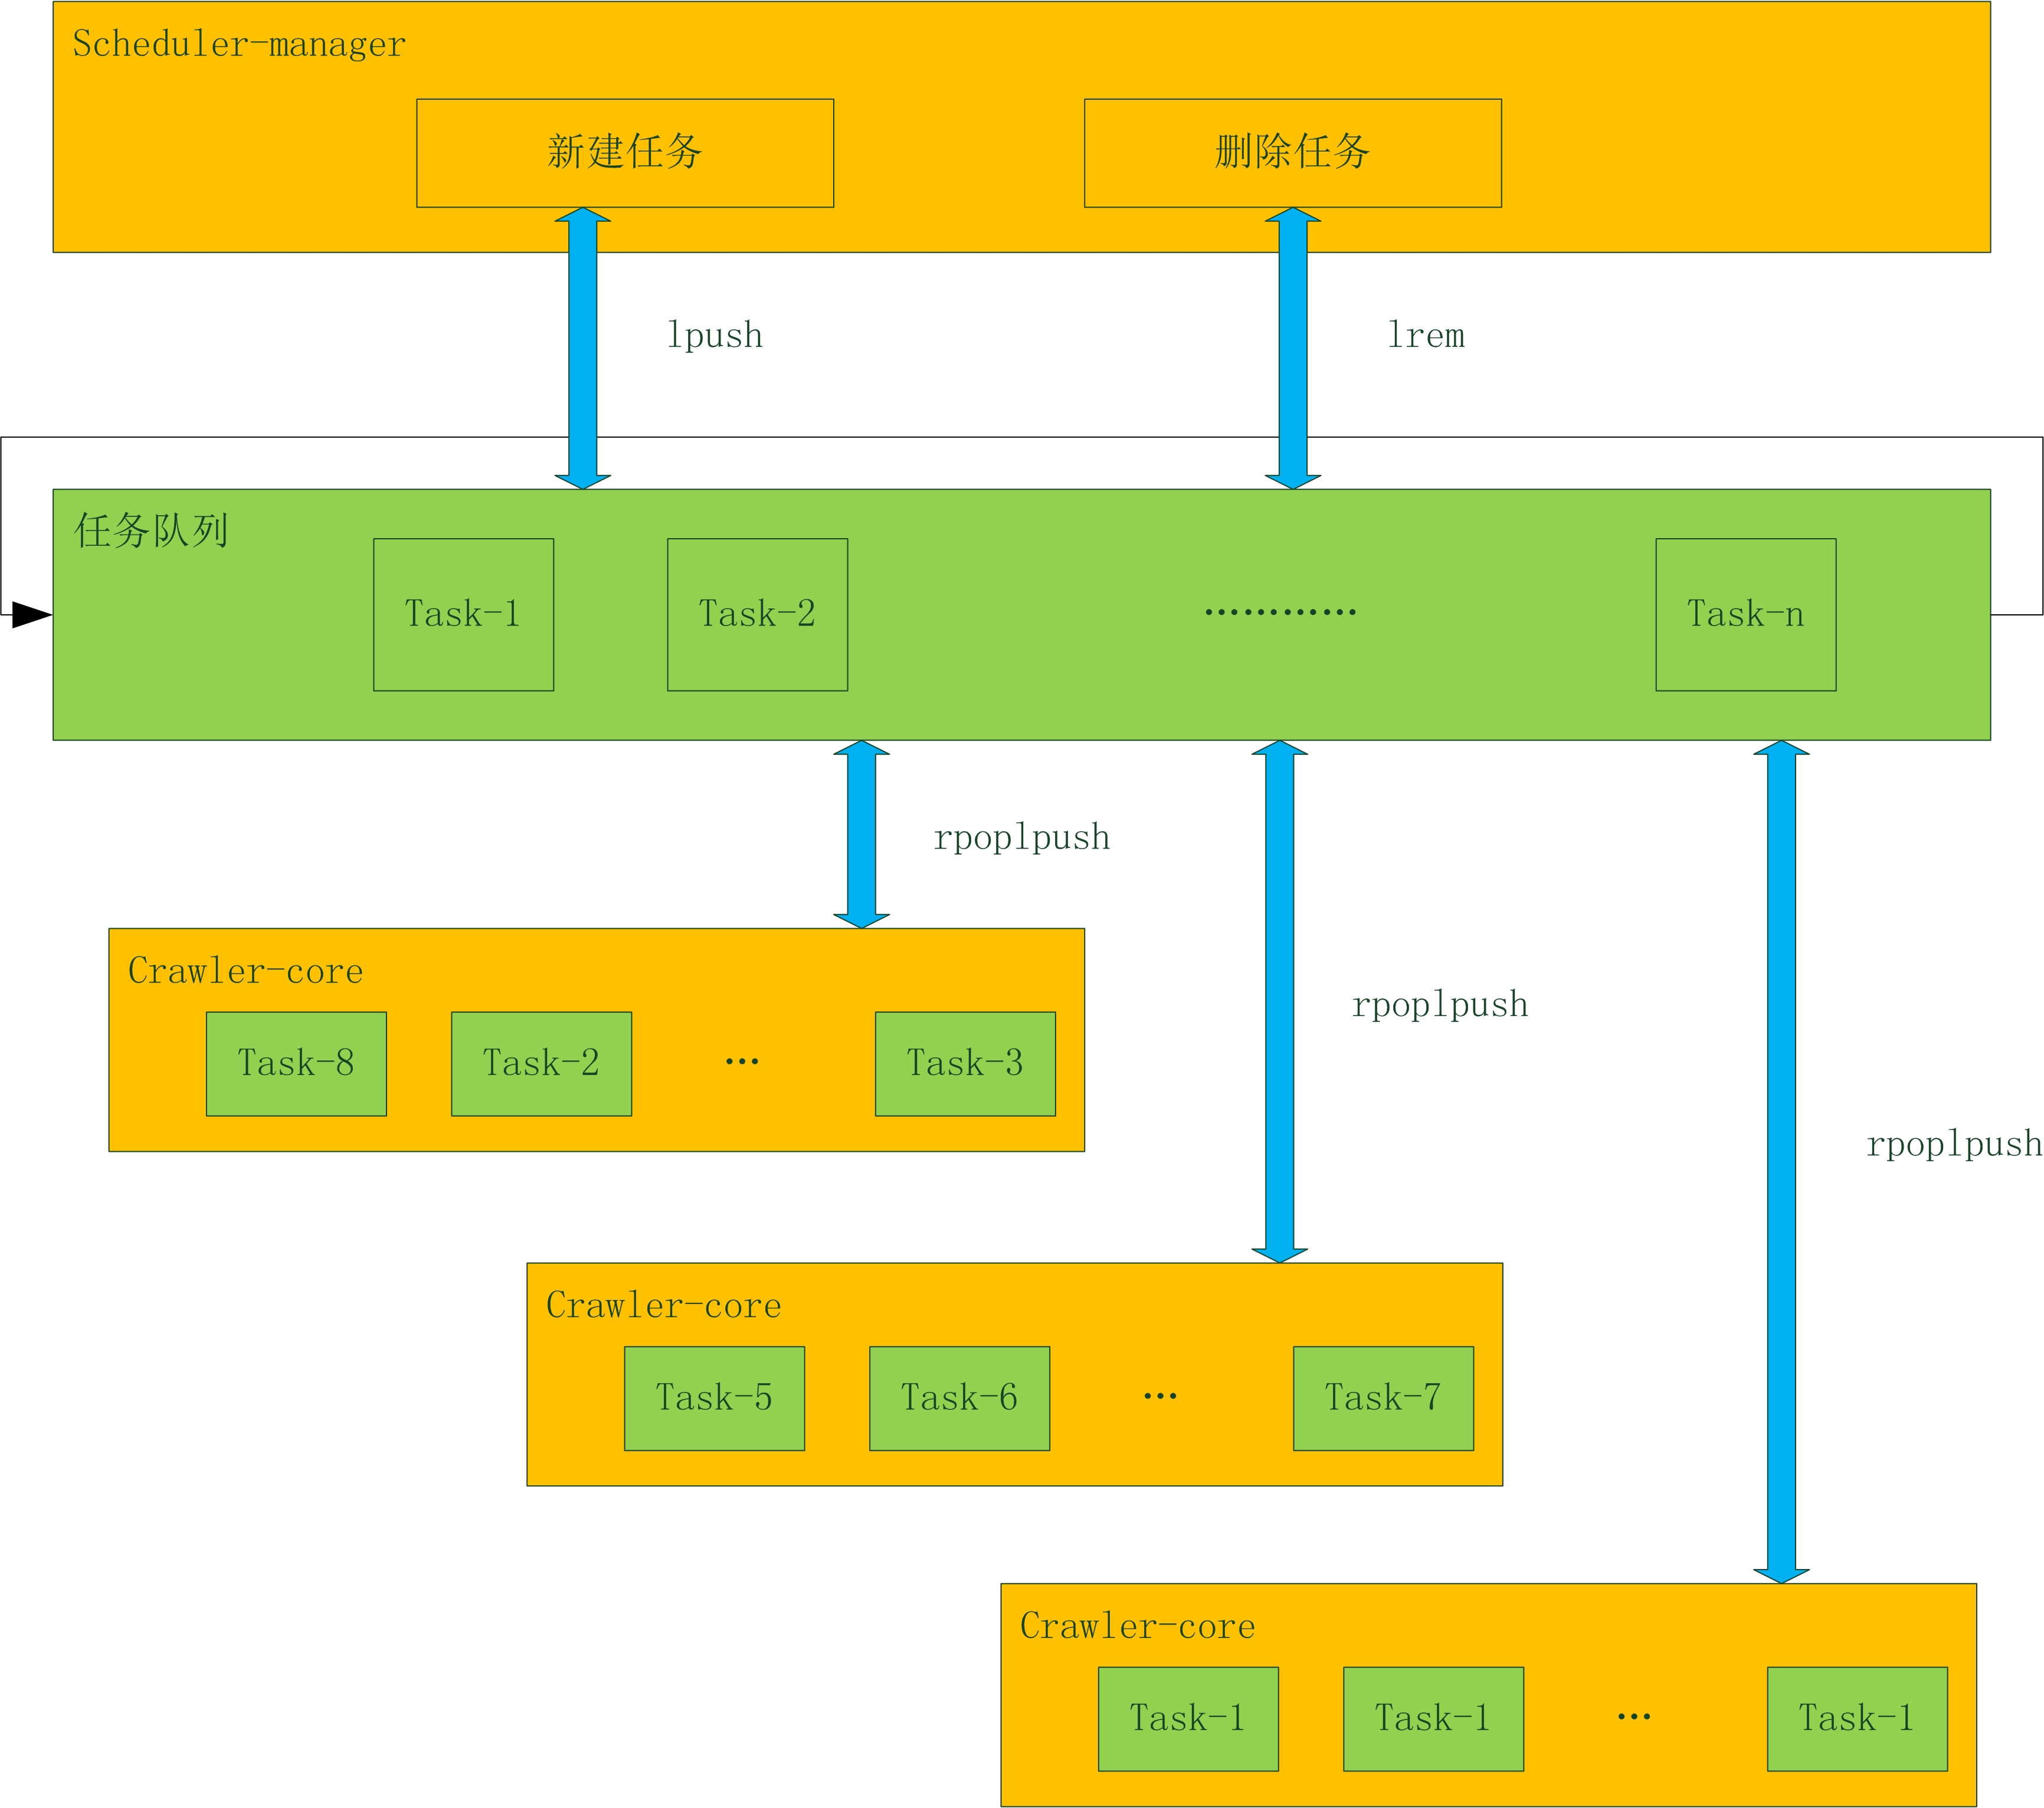 Scheduler-manager
新建任务
删除任务
lpush
lrem
任务队列
Task-1
Task-2
············
Task-n
rpoplpush
Crawler-core
Task-8
Task-2
···
Task-3
rpoplpush
rpoplpush
Crawler-core
Task-5
Task-6
···
Task-7
Crawler-core
Task-1
Task-1
···
Task-1